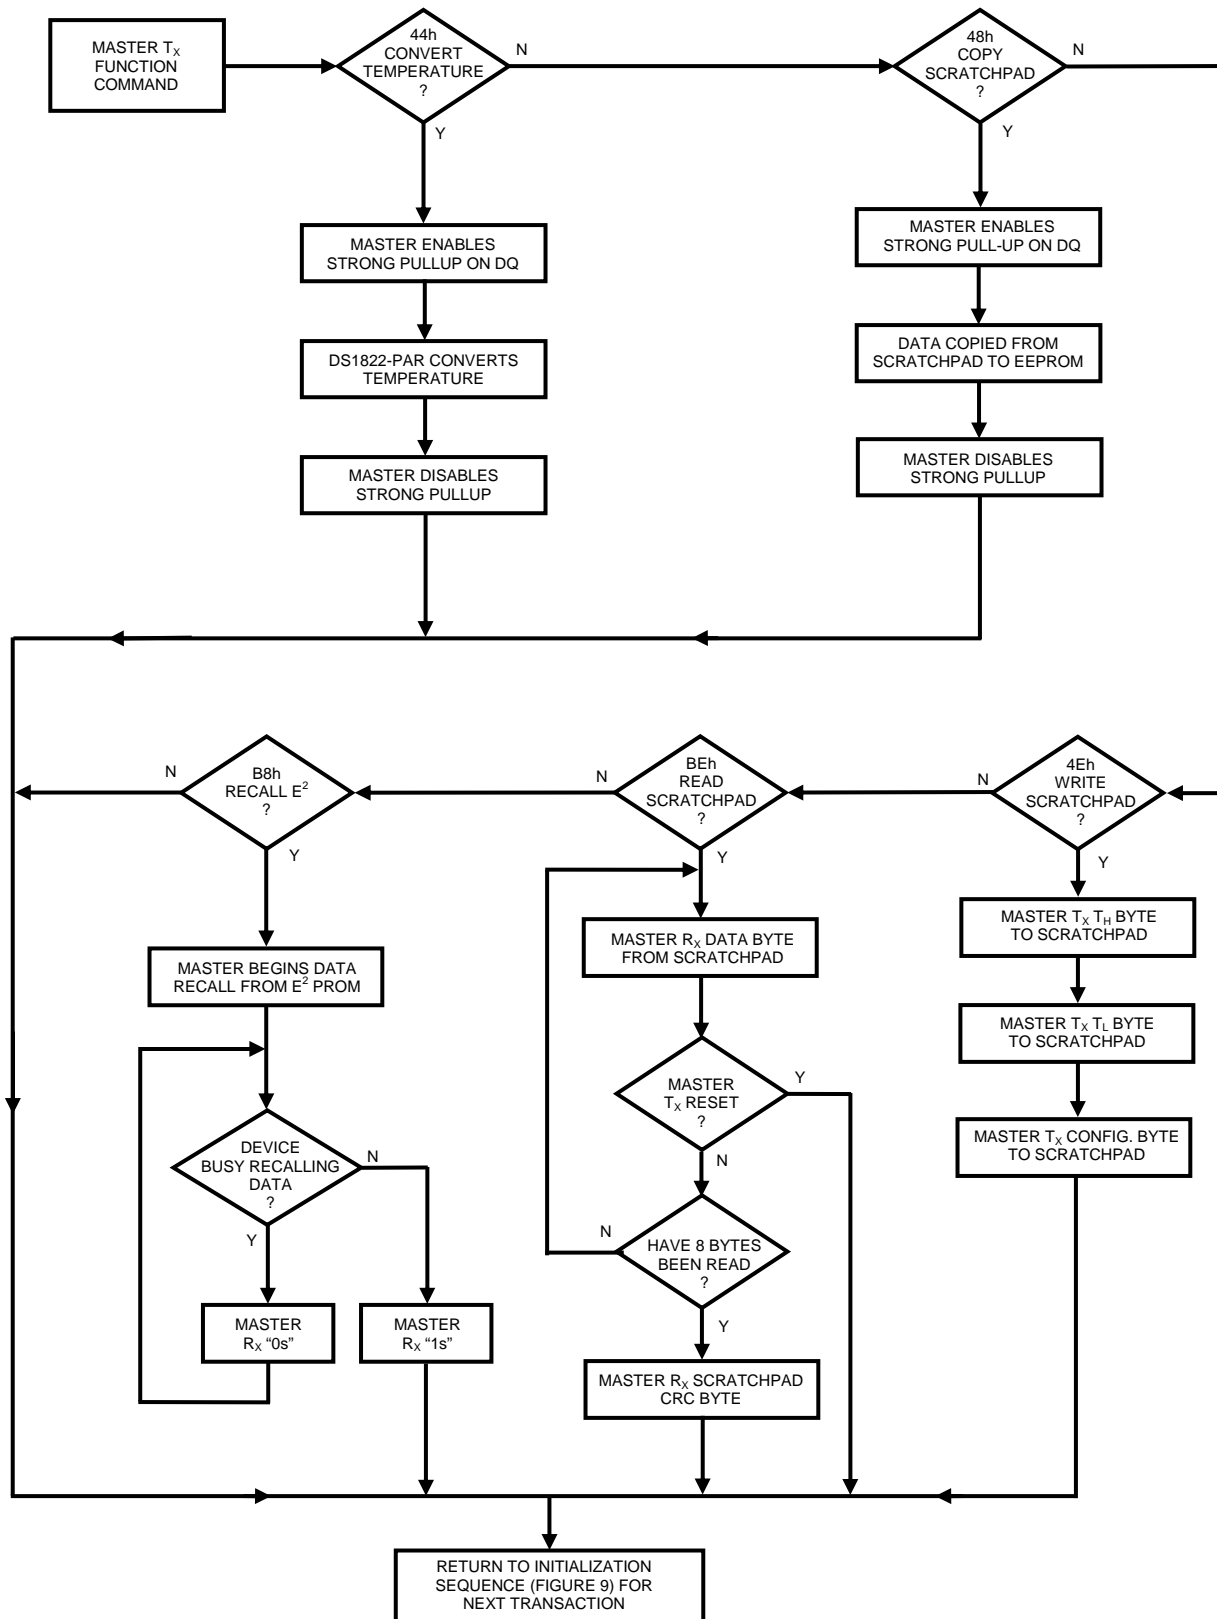 MASTER TX
FUNCTION
COMMAND
44h
CONVERT
TEMPERATURE
?
N
Y
48h
COPY
SCRATCHPAD
?
N
Y
MASTER ENABLES
STRONG PULLUP ON DQ
DS1822-PAR CONVERTS
TEMPERATURE
MASTER DISABLES
STRONG PULLUP
MASTER ENABLES
STRONG PULL-UP ON DQ
DATA COPIED FROM
SCRATCHPAD TO EEPROM
MASTER DISABLES
STRONG PULLUP
N
B8h
RECALL E2
?
Y
N
BEh
READ
SCRATCHPAD
?
Y
N
4Eh
WRITE
SCRATCHPAD
?
Y
MASTER BEGINS DATA
RECALL FROM E2 PROM
DEVICE
BUSY RECALLING
DATA
?
N
Y
MASTER
RX “0s”
MASTER
RX “1s”
MASTER RX DATA BYTE
FROM SCRATCHPAD
MASTER
TX RESET
?
Y
N
N
HAVE 8 BYTES
BEEN READ
?
Y
MASTER RX SCRATCHPAD
CRC BYTE
MASTER TX TH BYTE
TO SCRATCHPAD
MASTER TX TL BYTE
TO SCRATCHPAD
MASTER TX CONFIG. BYTE
TO SCRATCHPAD
RETURN TO INITIALIZATION
SEQUENCE (FIGURE 9) FOR
NEXT TRANSACTION